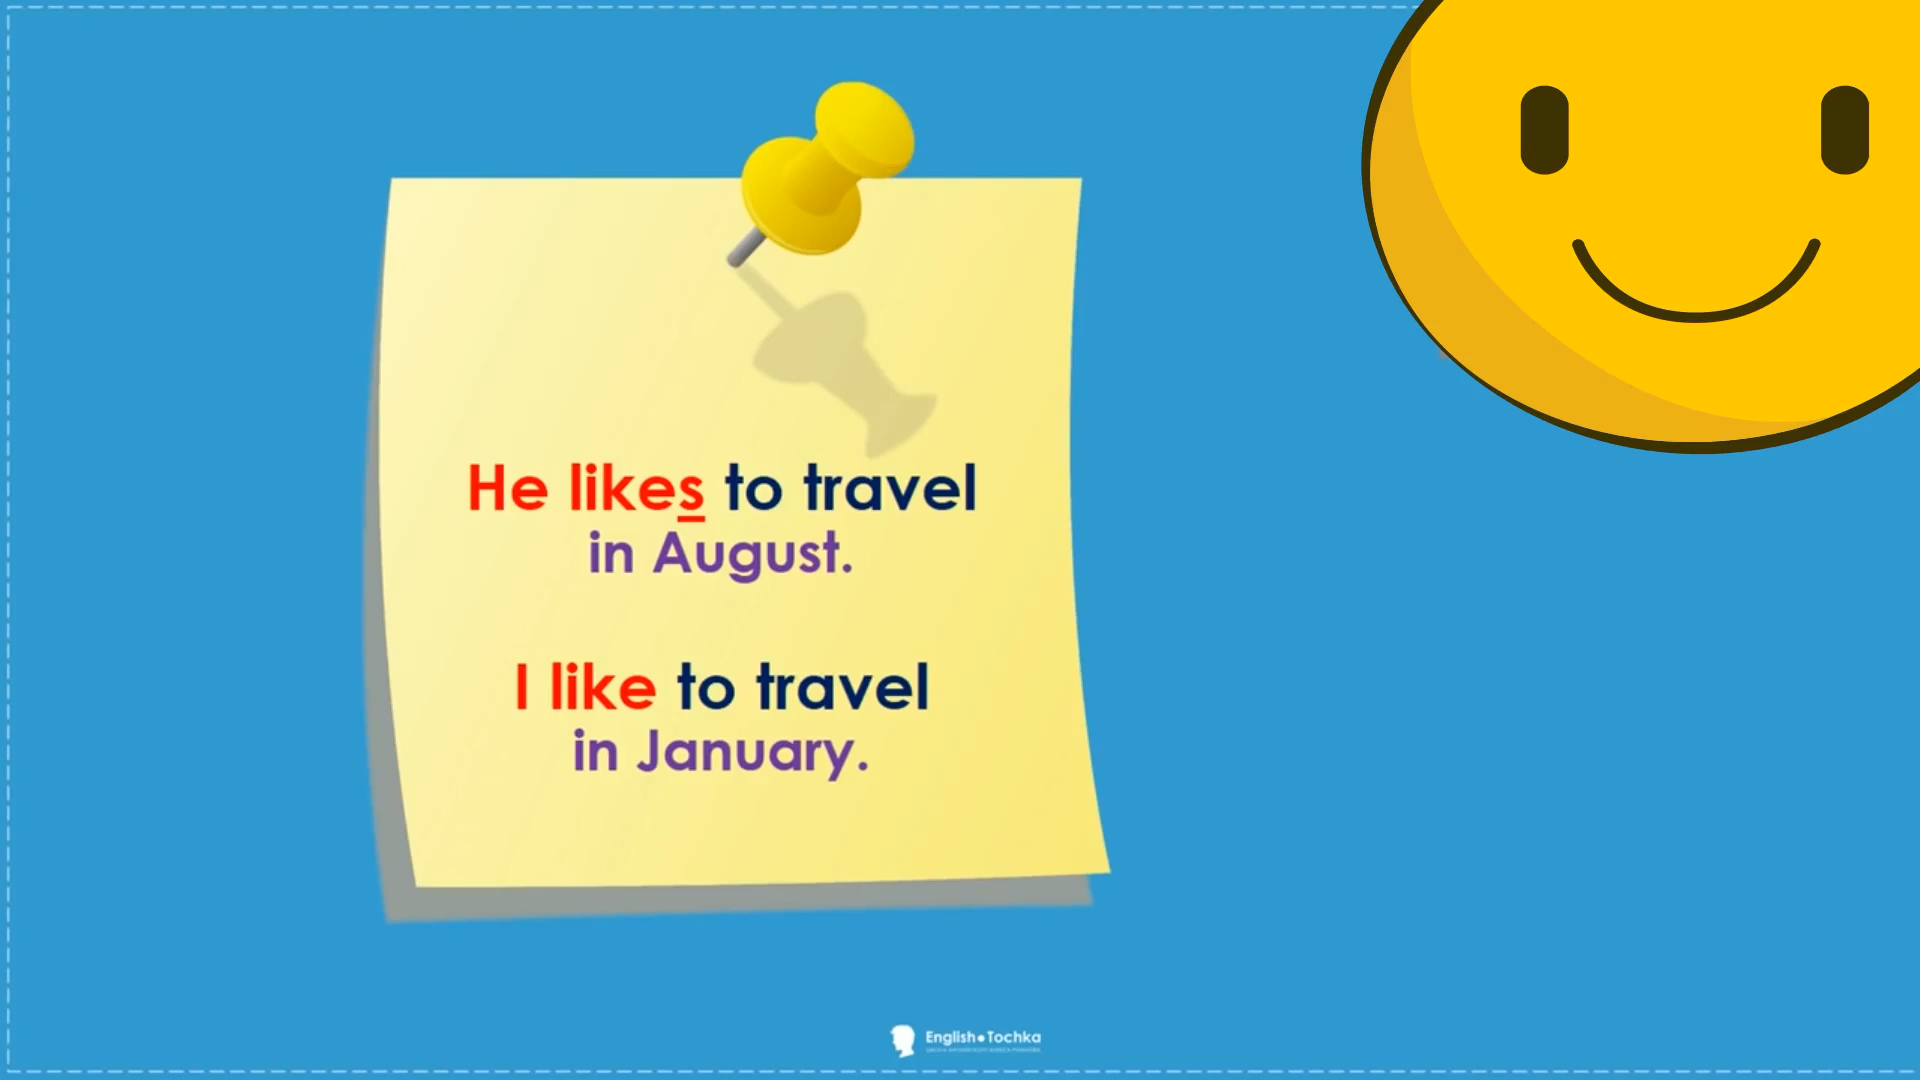 He likes to travel
in August.
I like to travel
in January.
English•Tochka